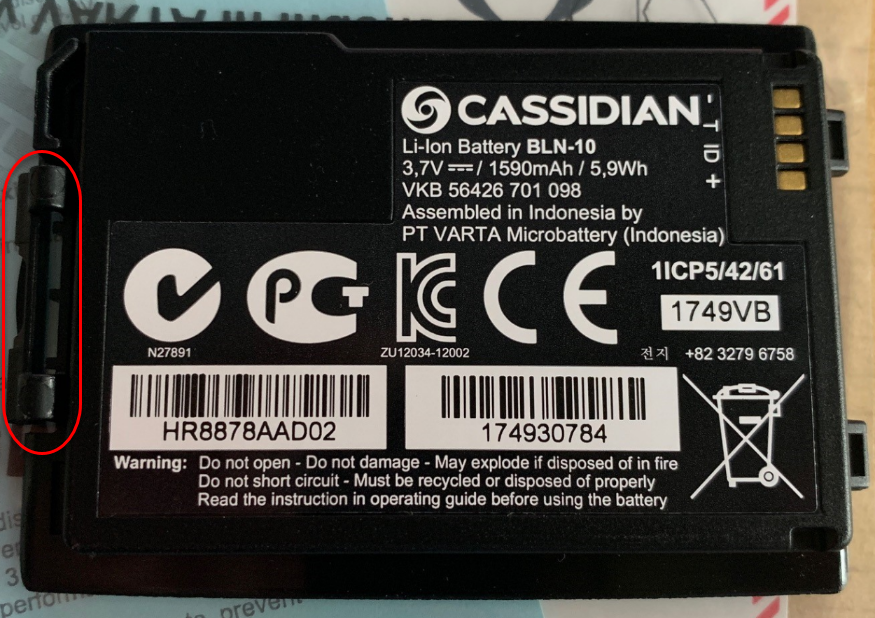 VARTA
CASSIDIAN
- T ID +
Li-Ion Battery BLN-10
3,7V / 1590mAh / 5,9Wh
VKB 56426 701 098
Assembled in Indonesia by
PT VARTA Microbattery (Indonesia)
1ICP5/42/61
1749VB
N27891
ZU12034-12002
전지 +82 3279 6758
HR8878AAD02
174930784
Warning: Do not open - Do not damage - May explode if disposed of in fire
Do not short circuit - Must be recycled or disposed of properly
Read the instruction in operating guide before using the battery
prevent